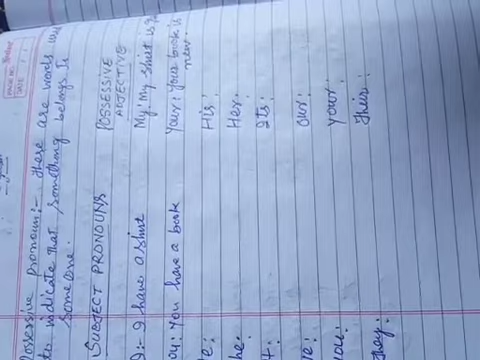 Possessive pronoun:- These are words used
to indicate that something belongs to
someone.
SUBJECT PRONOUNS POSSESSIVE ADJECTIVE
I:- I have a shirt My: My shirt is
You: You have a book Your: Your book is new.
He: His:
She: Her:
It: Its:
We: Our:
You: Your:
They: Their: